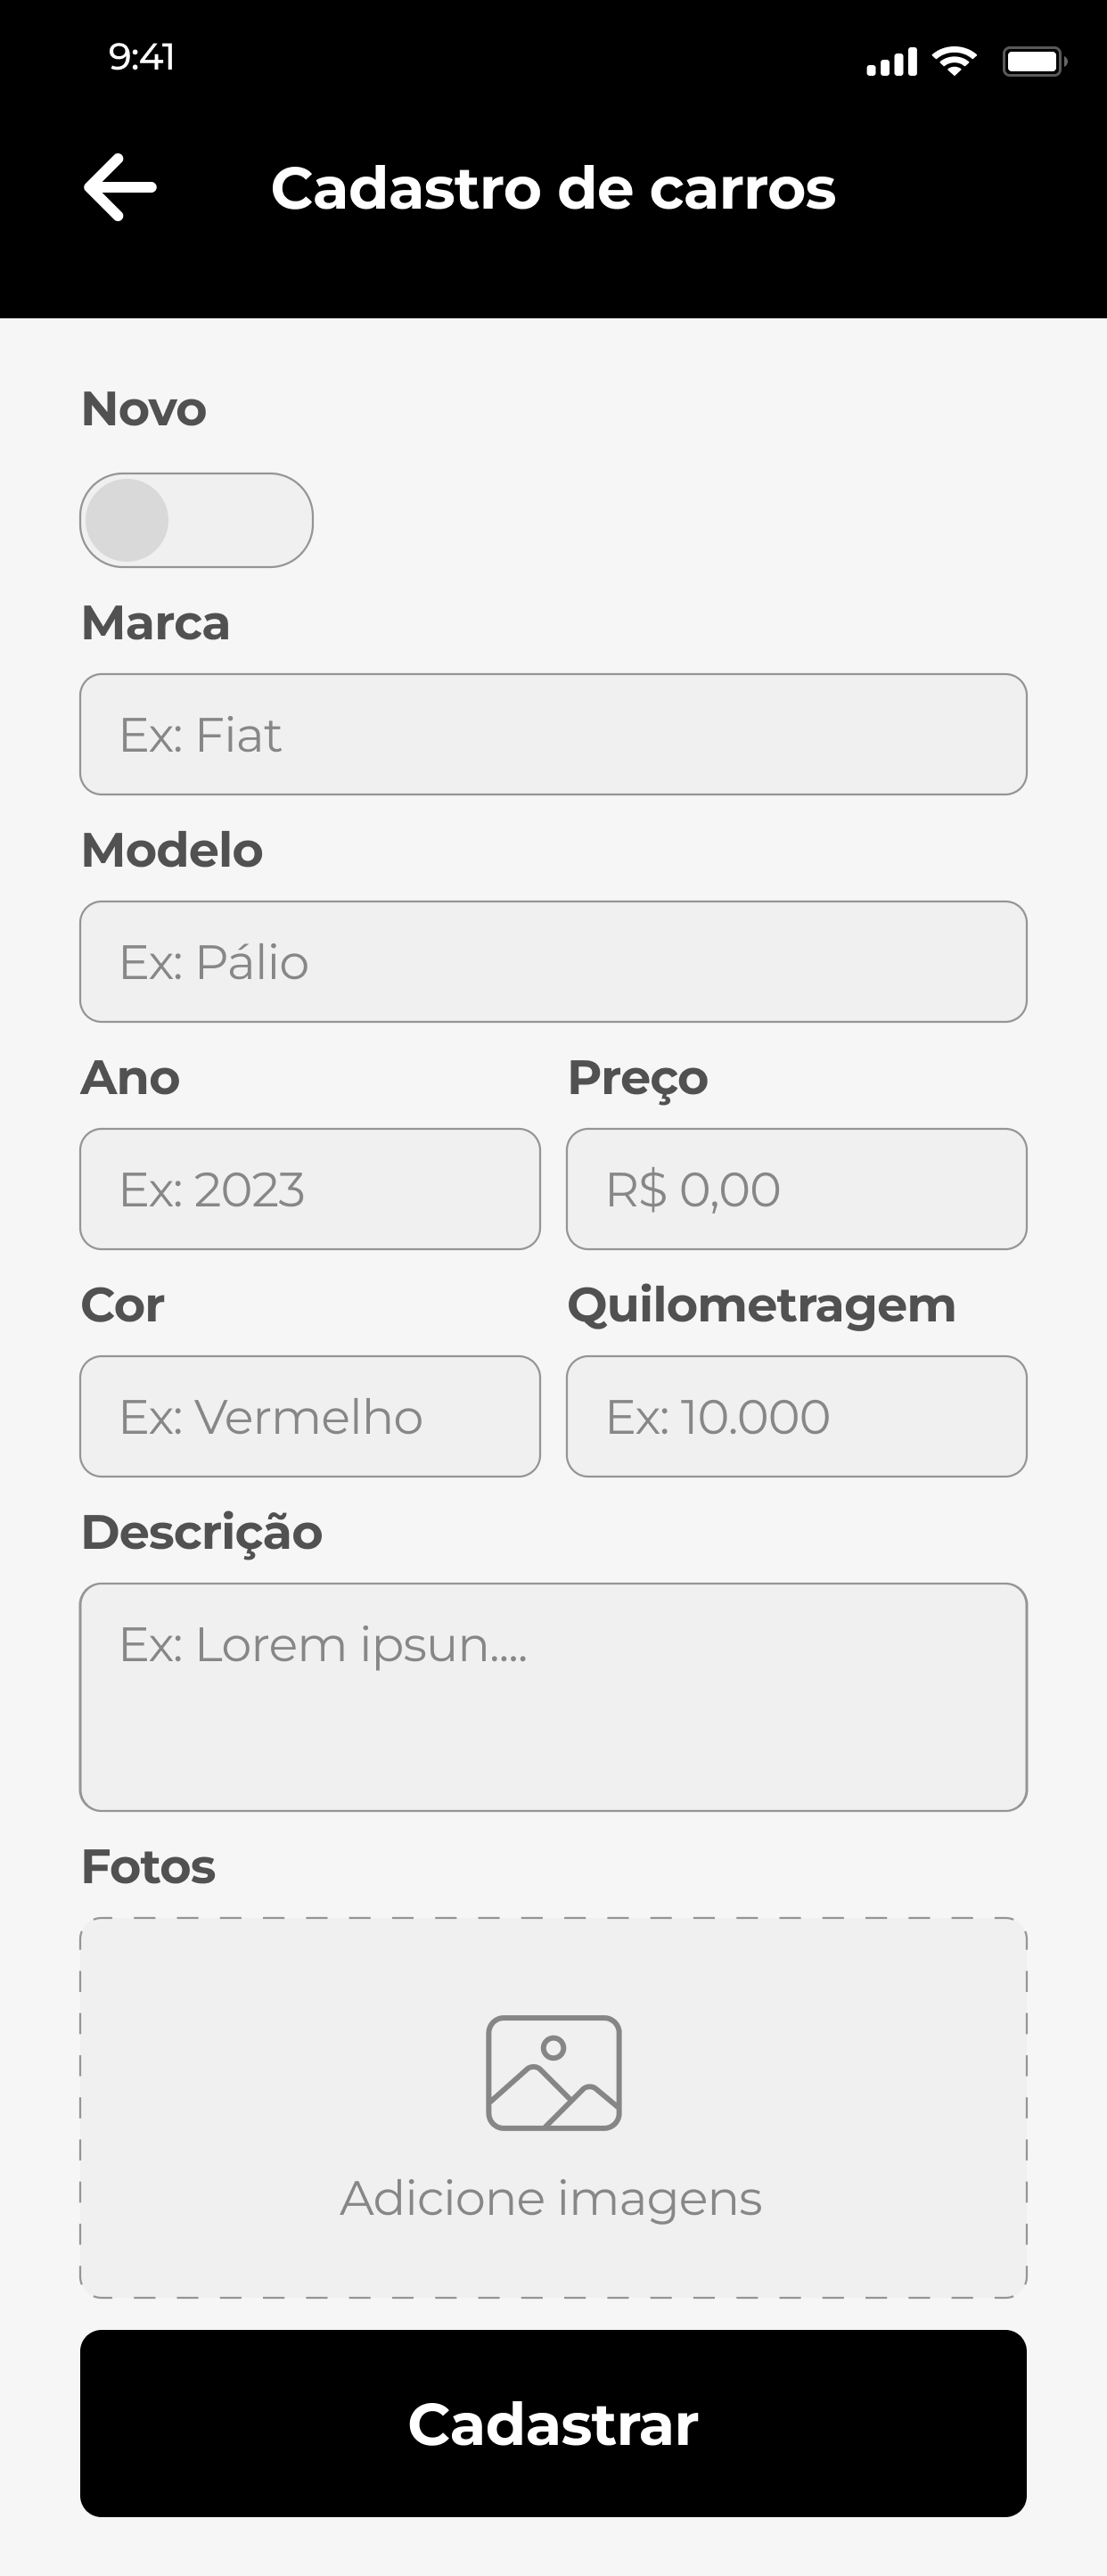 9:41
Cadastro de carros
Novo
Marca
Ex: Fiat
Modelo
Ex: Pálio
Ano
Preço
Ex: 2023
R$ 0,00
Cor
Quilometragem
Ex: Vermelho
Ex: 10.000
Descrição
Ex: Lorem ipsun....
Fotos
Adicione imagens
Cadastrar